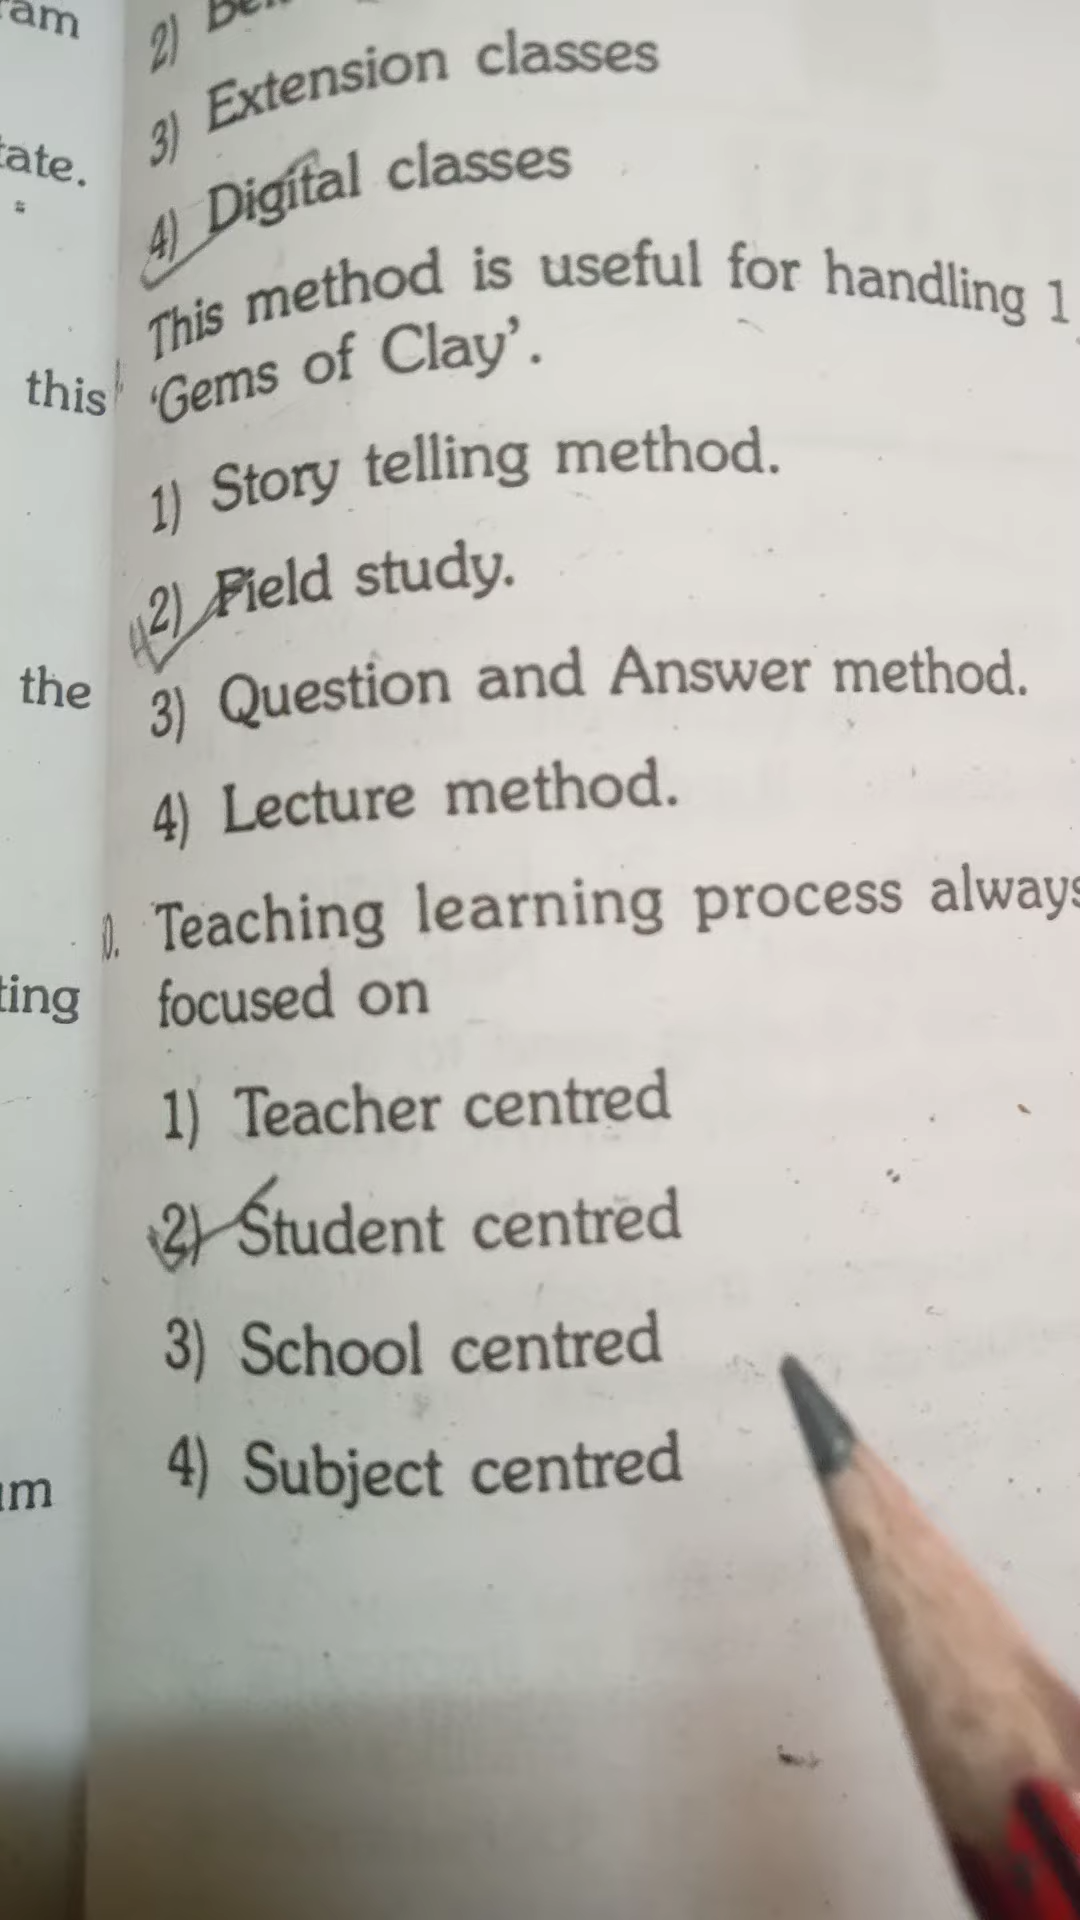 am
ate.
this
the
ting
m
2)
3) Extension classes
4) Digital classes
This method is useful for handling 1
‘Gems of Clay’.
1) Story telling method.
2) Field study.
3) Question and Answer method.
4) Lecture method.
0. Teaching learning process always
focused on
1) Teacher centred
2) Student centred
3) School centred
4) Subject centred